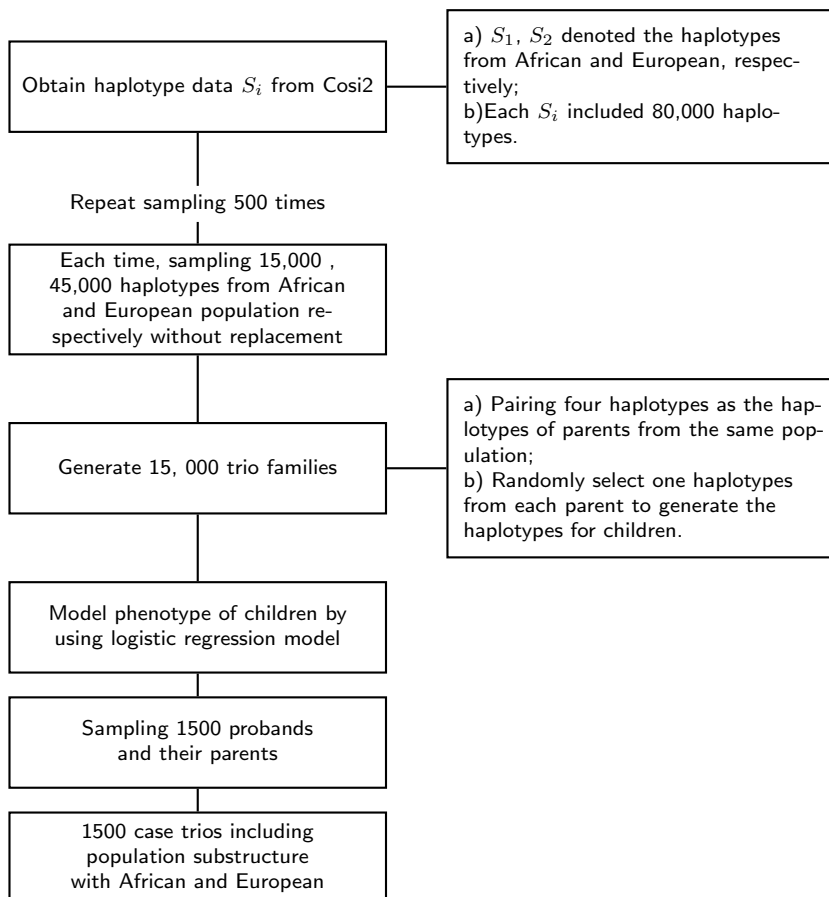 Obtain haplotype data S_i from Cosi2
a) S_1, S_2 denoted the haplotypes
from African and European, respec-
tively;
b)Each S_i included 80,000 haplo-
types.
Repeat sampling 500 times
Each time, sampling 15,000 ,
45,000 haplotypes from African
and European population re-
spectively without replacement
Generate 15, 000 trio families
a) Pairing four haplotypes as the hap-
lotypes of parents from the same pop-
ulation;
b) Randomly select one haplotypes
from each parent to generate the
haplotypes for children.
Model phenotype of children by
using logistic regression model
Sampling 1500 probands
and their parents
1500 case trios including
population substructure
with African and European